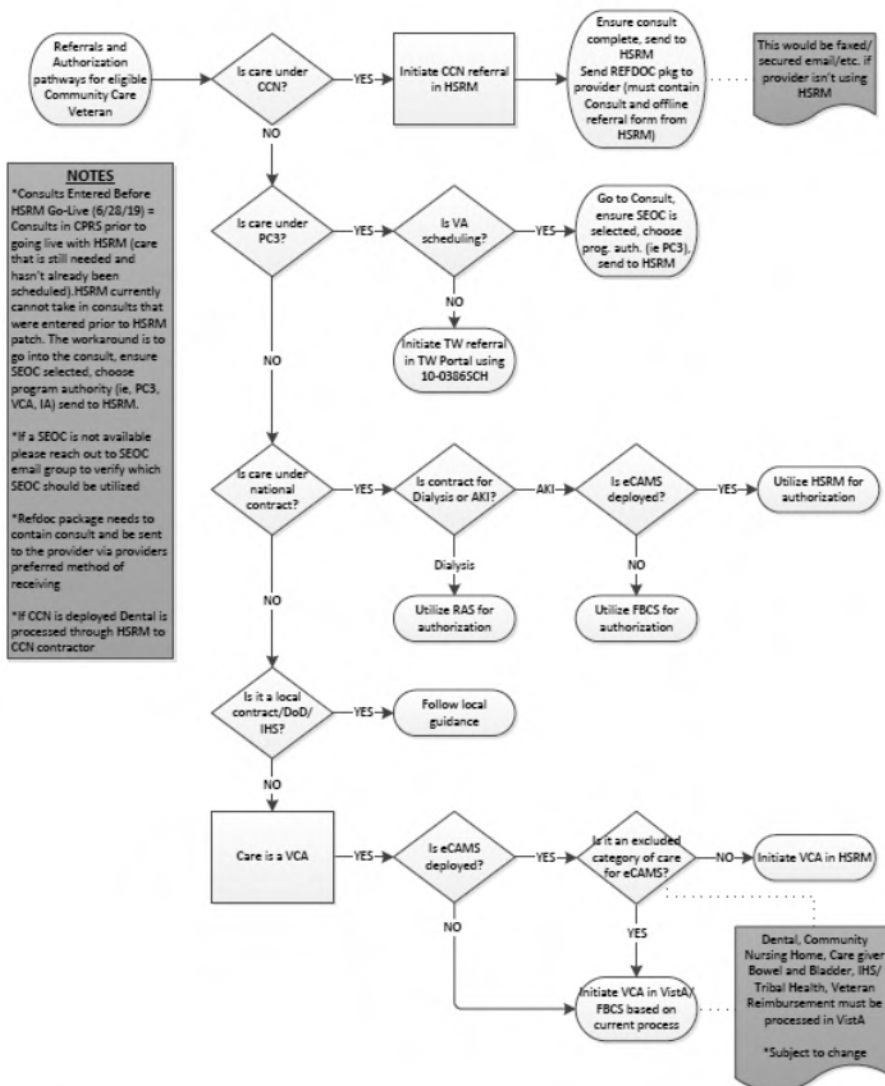 Referrals and
Authorization
pathways for eligible
Community Care
Veteran
Is care under
CCN?
YES
Initiate CCN referral
in HSRM
Ensure consult
complete, send to
HSRM
Send REFDOC pkg to
provider (must contain
Consult and offline
referral form from
HSRM)
This would be faxed/
secured email/etc. if
provider isn't using
HSRM
NO
NOTES
*Consults Entered Before
HSRM Go-Live (6/28/19) =
Consults in CPRS prior to
going live with HSRM (care
that is still needed and
hasn't already been
scheduled).HSRM currently
cannot take in consults that
were entered prior to HSRM
patch. The workaround is to
go into the consult, ensure
SEOC selected, choose
program authority (ie, PC3,
VCA, IA) send to HSRM.
*If a SEOC is not available
please reach out to SEOC
email group to verify which
SEOC should be utilized
*Refdoc package needs to
contain consult and be sent
to the provider via providers
preferred method of
receiving
*If CCN is deployed Dental is
processed through HSRM to
CCN contractor
Is care under
PC3?
YES
Is VA
scheduling?
YES
Go to Consult,
ensure SEOC is
selected, choose
prog. auth. (ie PC3),
send to HSRM
NO
Initiate TW referral
in TW Portal using
10-0386SCH
NO
Is care under
national
contract?
YES
Is contract for
Dialysis or AKI?
AKI
Is eCAMS
deployed?
YES
Utilize HSRM for
authorization
Dialysis
NO
Utilize RAS for
authorization
Utilize FBCS for
authorization
NO
Is it a local
contract/DoD/
IHS?
YES
Follow local
guidance
NO
Care is a VCA
YES
Is eCAMS
deployed?
YES
Is it an excluded
category of care
for eCAMS?
NO
Initiate VCA in HSRM
NO
YES
Initiate VCA in VistA/
FBCS based on
current process
Dental, Community
Nursing Home, Care giver
Bowel and Bladder, IHS/
Tribal Health, Veteran
Reimbursement must be
processed in VistA
*Subject to change